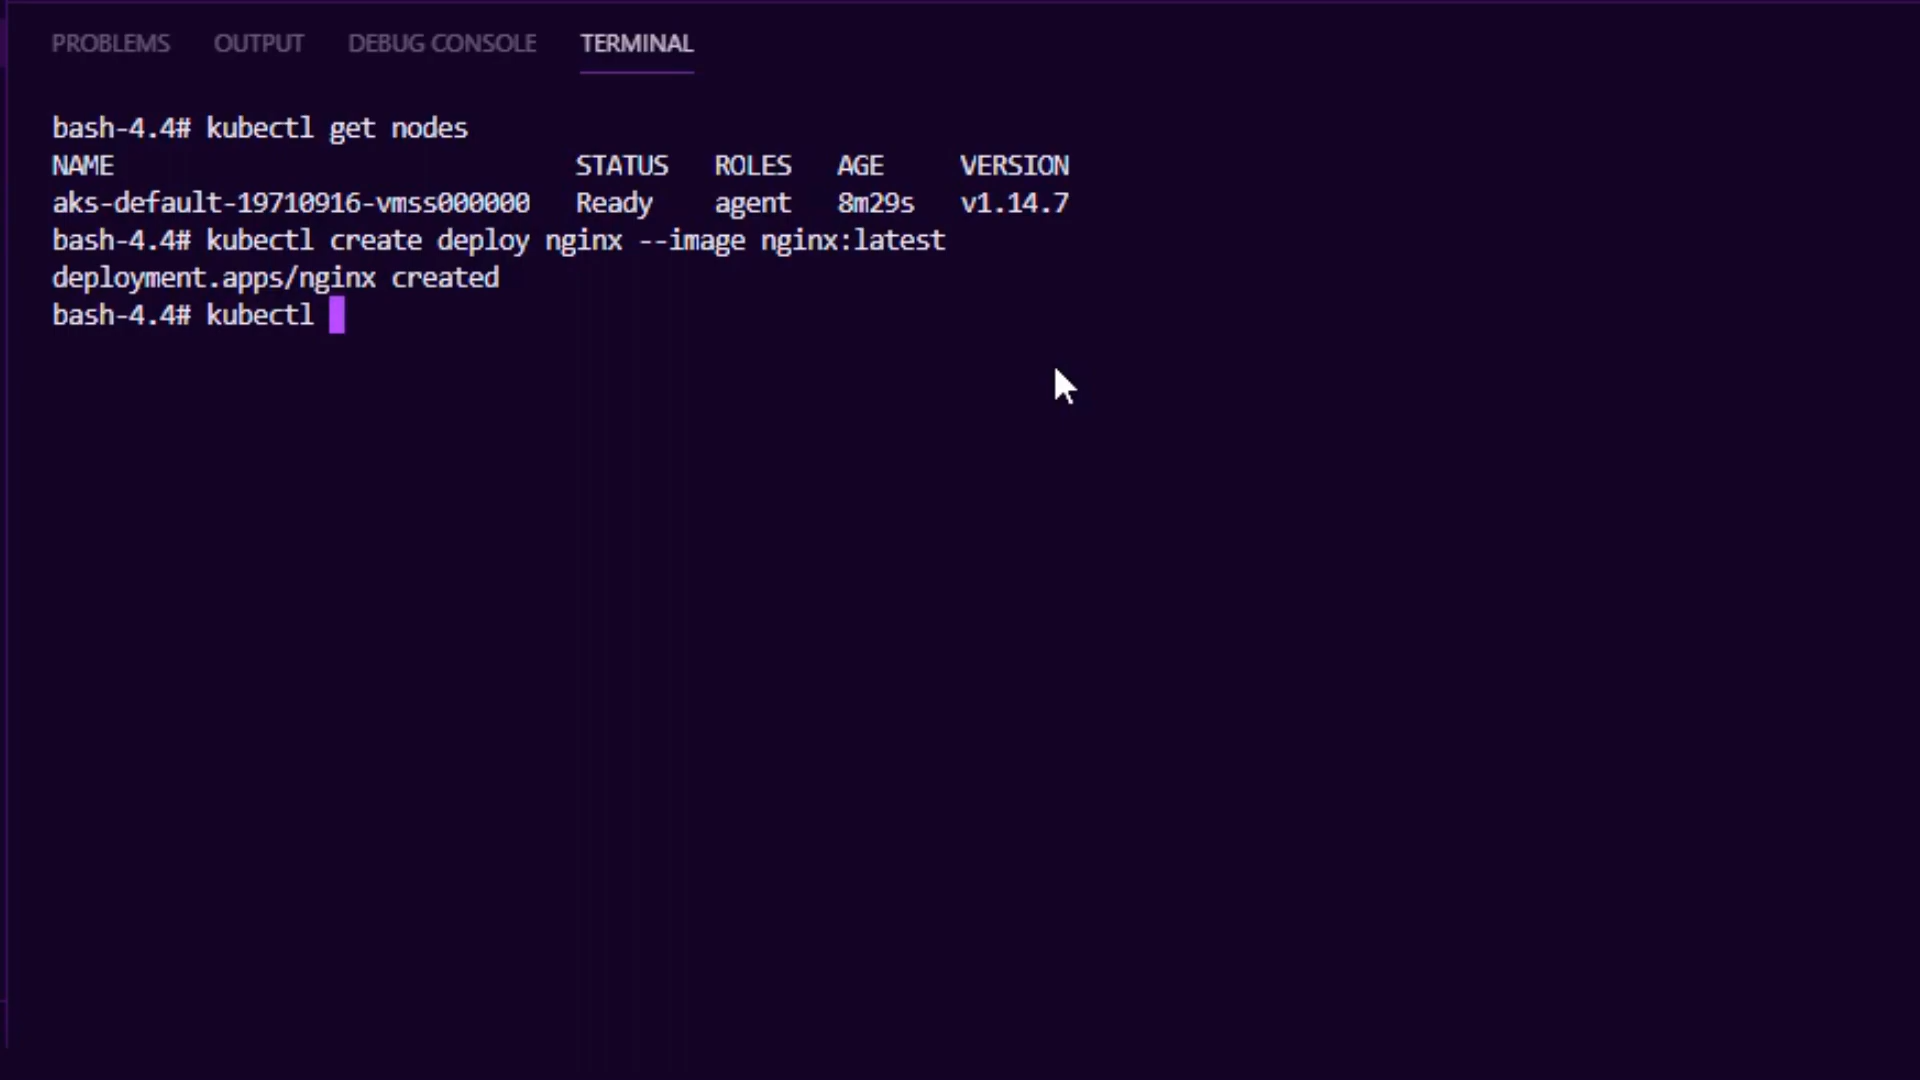 PROBLEMS OUTPUT DEBUG CONSOLE TERMINAL
bash-4.4# kubectl get nodes
NAME STATUS ROLES AGE VERSION
aks-default-19710916-vmss000000 Ready agent 8m29s v1.14.7
bash-4.4# kubectl create deploy nginx --image nginx:latest
deployment.apps/nginx created
bash-4.4# kubectl